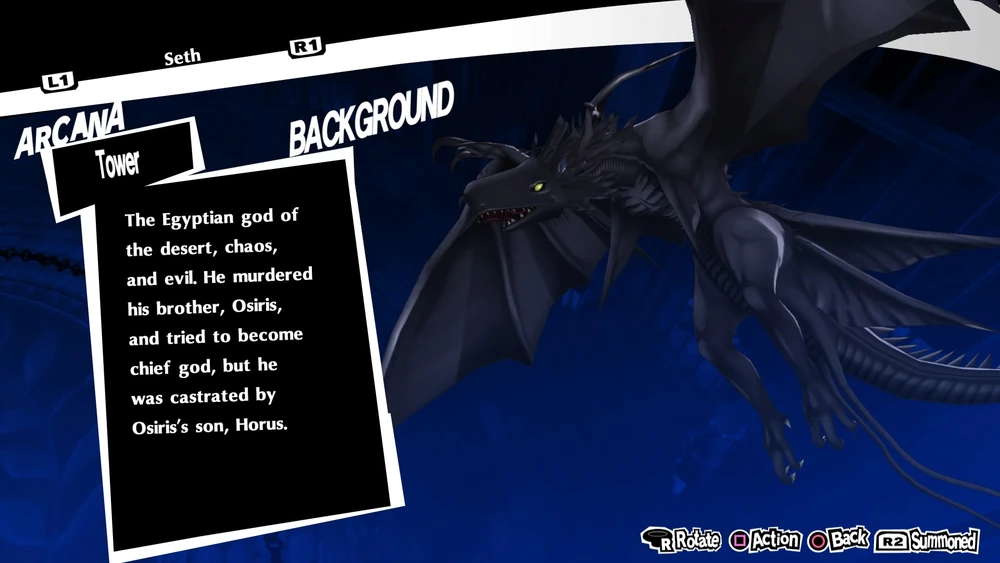 Seth
L1
R1
ARCANA
Tower
BACKGROUND
The Egyptian god of
the desert, chaos,
and evil. He murdered
his brother, Osiris,
and tried to become
chief god, but he
was castrated by
Osiris's son, Horus.
R Rotate Action Back R2 Summoned